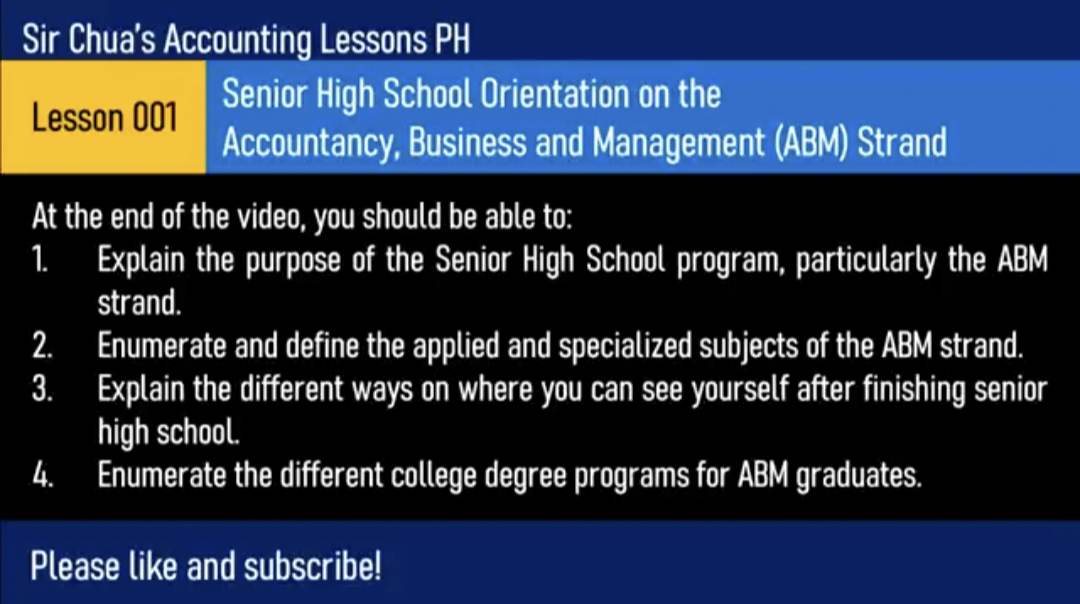 Sir Chua's Accounting Lessons PH
Lesson 001
Senior High School Orientation on the
Accountancy, Business and Management (ABM) Strand
At the end of the video, you should be able to:
1. Explain the purpose of the Senior High School program, particularly the ABM
strand.
2. Enumerate and define the applied and specialized subjects of the ABM strand.
3. Explain the different ways on where you can see yourself after finishing senior
high school.
4. Enumerate the different college degree programs for ABM graduates.
Please like and subscribe!